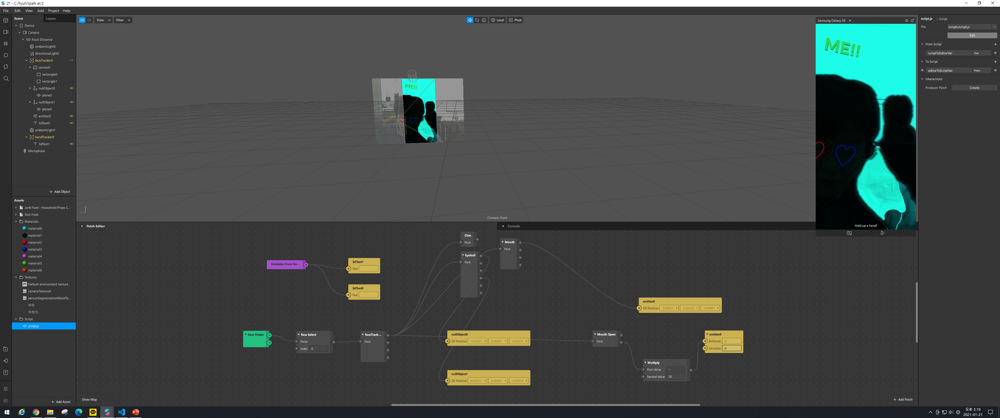 2* - C:/hyun/spark ar/2
File Edit View Add Project Help
Scene Layers
Device
Camera
Focal Distance
ambientLight0
directionalLight0
faceTracker0
canvas0
rectangle0
rectangle1
nullObject0
plane0
nullObject1
plane0
emitter0
3dText0
ambientLight1
handTracker0
3dText1
Microphone
+ Add Object
Assets
Junk Food - Household Props C...
Fast Food
Materials
material0
material1
material2
material3
material4
material5
material6
Textures
Default environment texture
cameraTexture0
personSegmentationMaskTe...
하트
하트(1)
Script
script.js
+ Add Asset
3D 2D View Filter
Local Pivot
ME!!
Camera: Front
Samsung Galaxy S9
ME!!
Hold up a hand!
script.js – Script
File scripts/script.js ...
Edit
From Script +
scriptToEditorVar Text
To Script +
editorToScriptVar Pulse
Interactions
Producer Patch Create
Patch Editor
Console
Chin
Face
Mouth
Face
Eyeball
Face
Variables From Scr...
3dText1
Text
3dText0
Text
emitter0
3D Position -0.00031 X -0.03228 Y -0.00997 Z
Face Finder
Face Select
Faces
Index 0
faceTrack...
Face
nullObject0
3D Position -0.03621 X 0.02907 Y -0.03231 Z
Mouth Open
Face
emitter0
Birthrate 0
Variation 0
Multiply
First Value 0
Second Value 20
nullObject1
3D Position 0.03315 X 0.02909 Y -0.03012 Z
Show Map
+ Add Patch
TALK
오후 3:19
2021-01-21